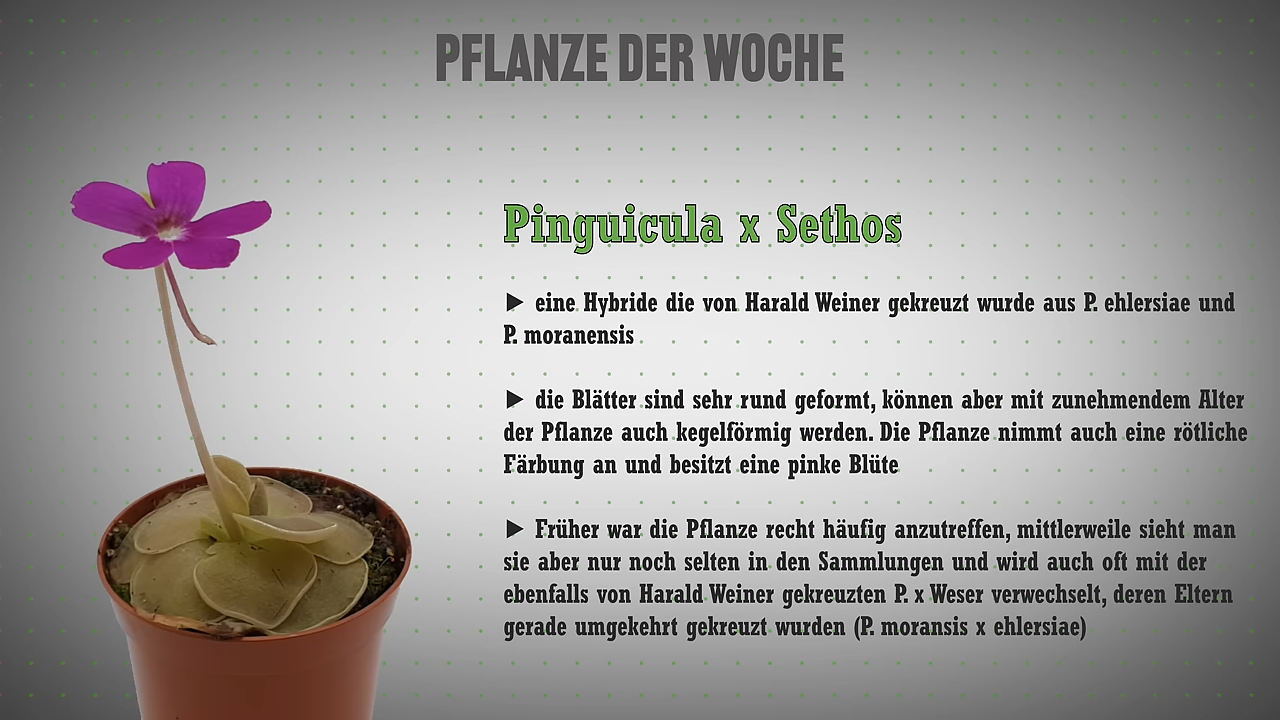 PFLANZE DER WOCHE
Pinguicula x Sethos
► eine Hybride die von Harald Weiner gekreuzt wurde aus P. ehlersiae und
P. moranensis
► die Blätter sind sehr rund geformt, können aber mit zunehmendem Alter
der Pflanze auch kegelförmig werden. Die Pflanze nimmt auch eine rötliche
Färbung an und besitzt eine pinke Blüte
► Früher war die Pflanze recht häufig anzutreffen, mittlerweile sieht man
sie aber nur noch selten in den Sammlungen und wird auch oft mit der
ebenfalls von Harald Weiner gekreuzten P. x Weser verwechselt, deren Eltern
gerade umgekehrt gekreuzt wurden (P. moransis x ehlersiae)